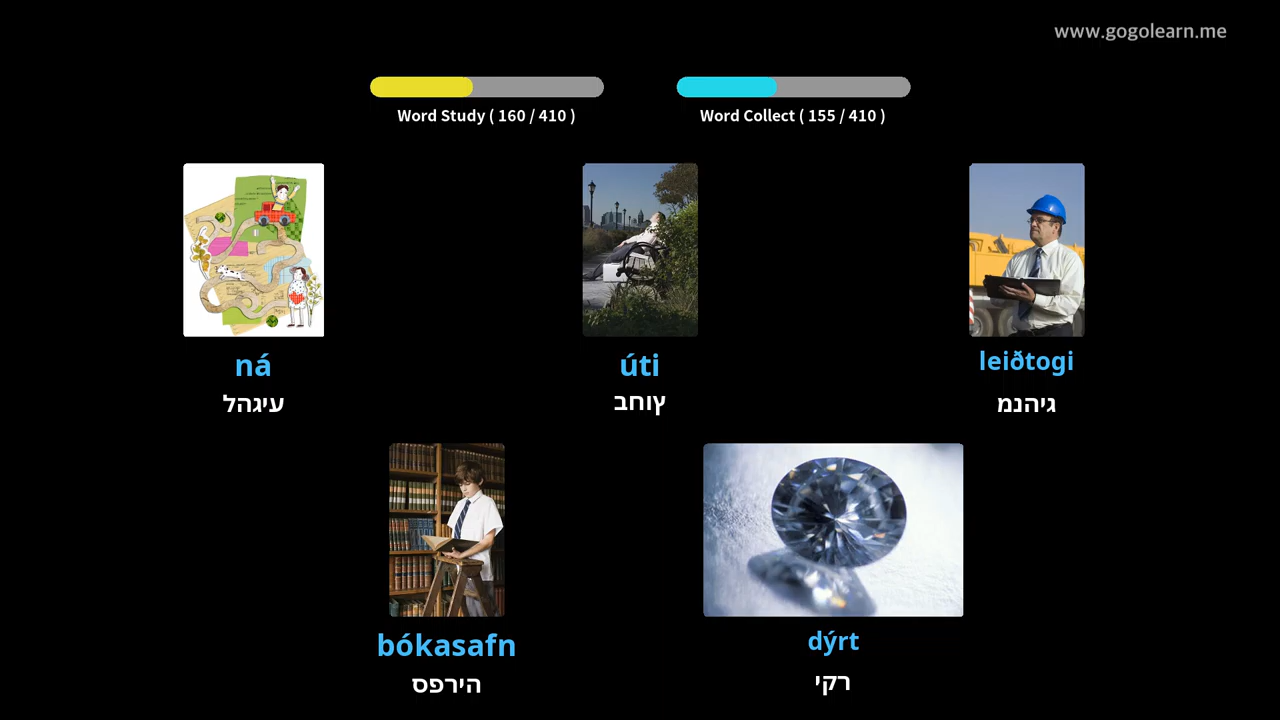 www.gogolearn.me
Word Study ( 160 / 410 )
Word Collect ( 155 / 410 )
ná
עיגהל
úti
ץוחב
leiðtogi
גיהנמ
bókasafn
הירפס
dýrt
רקי